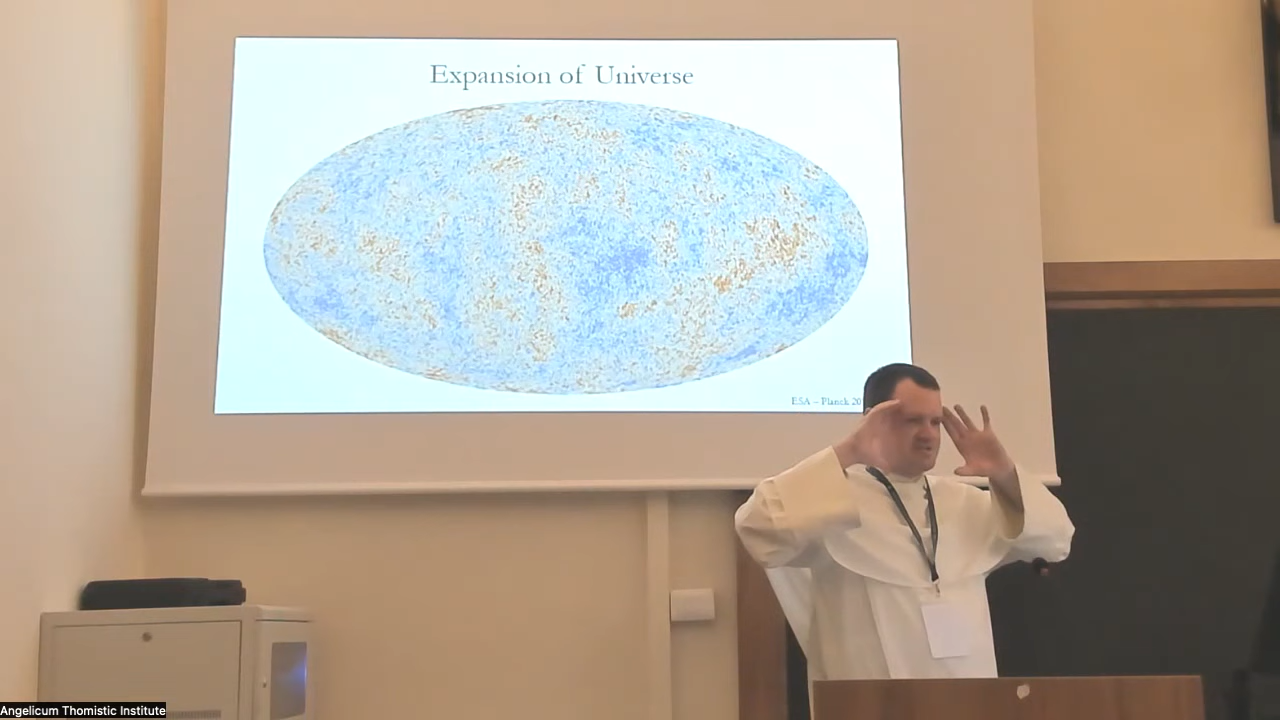 Expansion of Universe
ESA – Planck
Angelicum Thomistic Institute